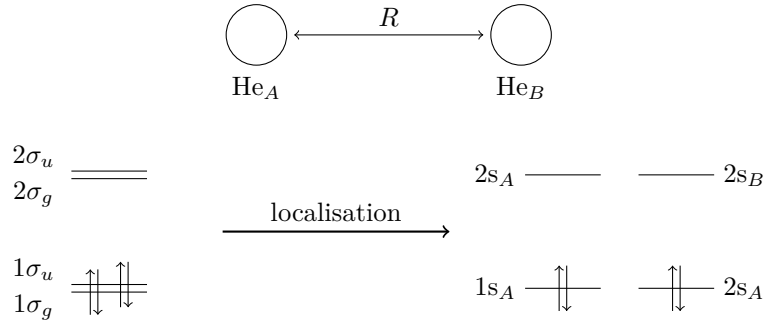 R
He_A He_B
2σ_u
2σ_g
2s_A 2s_B
localisation
1σ_u
1σ_g
1s_A 2s_A